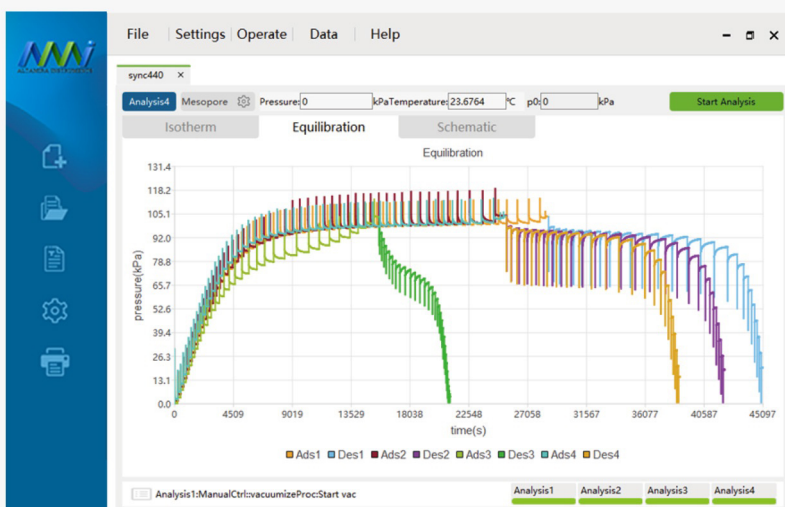 File Settings Operate Data Help
AMI
ALTAMIRA INSTRUMENTS
sync440 ×
Analysis4 Mesopore Pressure: 0 kPa Temperature: 23.6764 ℃ p0: 0 kPa Start Analysis
Isotherm Equilibration Schematic
Equilibration
131.4
118.2
105.1
92.0
78.8
65.7
52.6
39.4
26.3
13.1
0.0
pressure(kPa)
0 4509 9019 13529 18038 22548 27058 31567 36077 40587 45097
time(s)
Ads1 Des1 Ads2 Des2 Ads3 Des3 Ads4 Des4
Analysis1:ManualCtrl::vacuumizeProc:Start vac
Analysis1 Analysis2 Analysis3 Analysis4